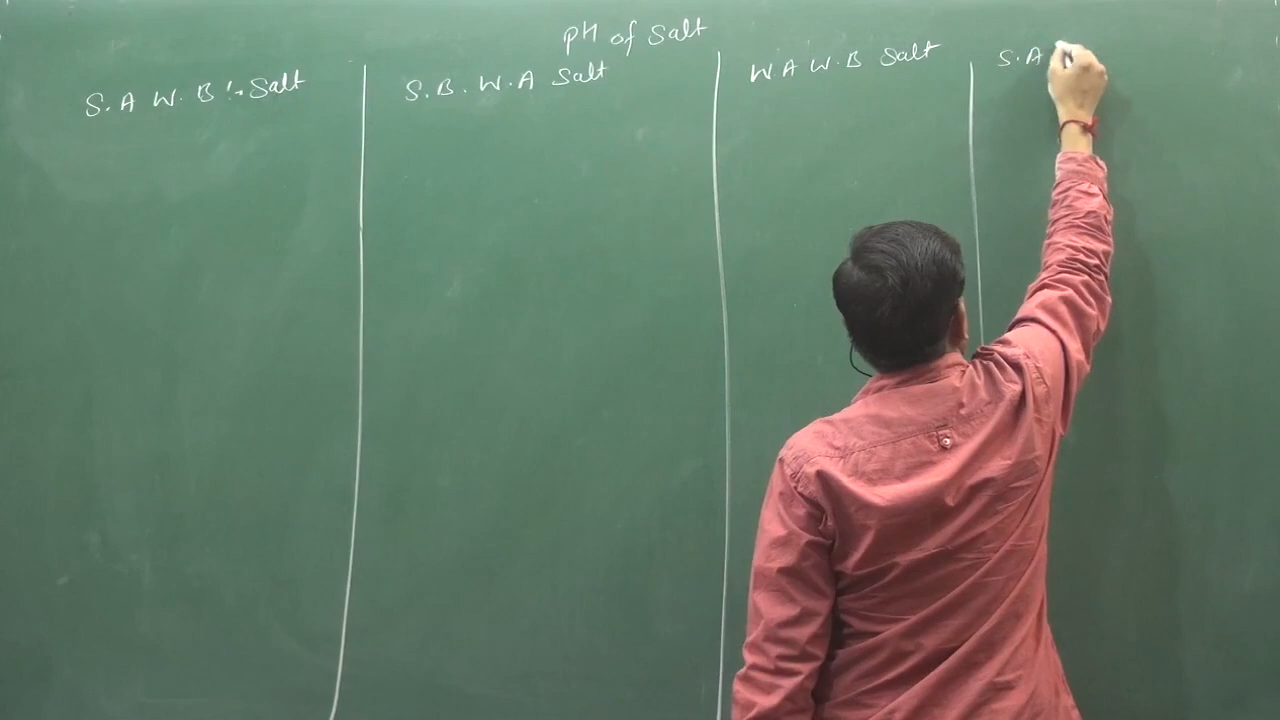 PH of Salt
S. A W. B :- Salt
S. B. W. A Salt
W A W. B Salt
S. A